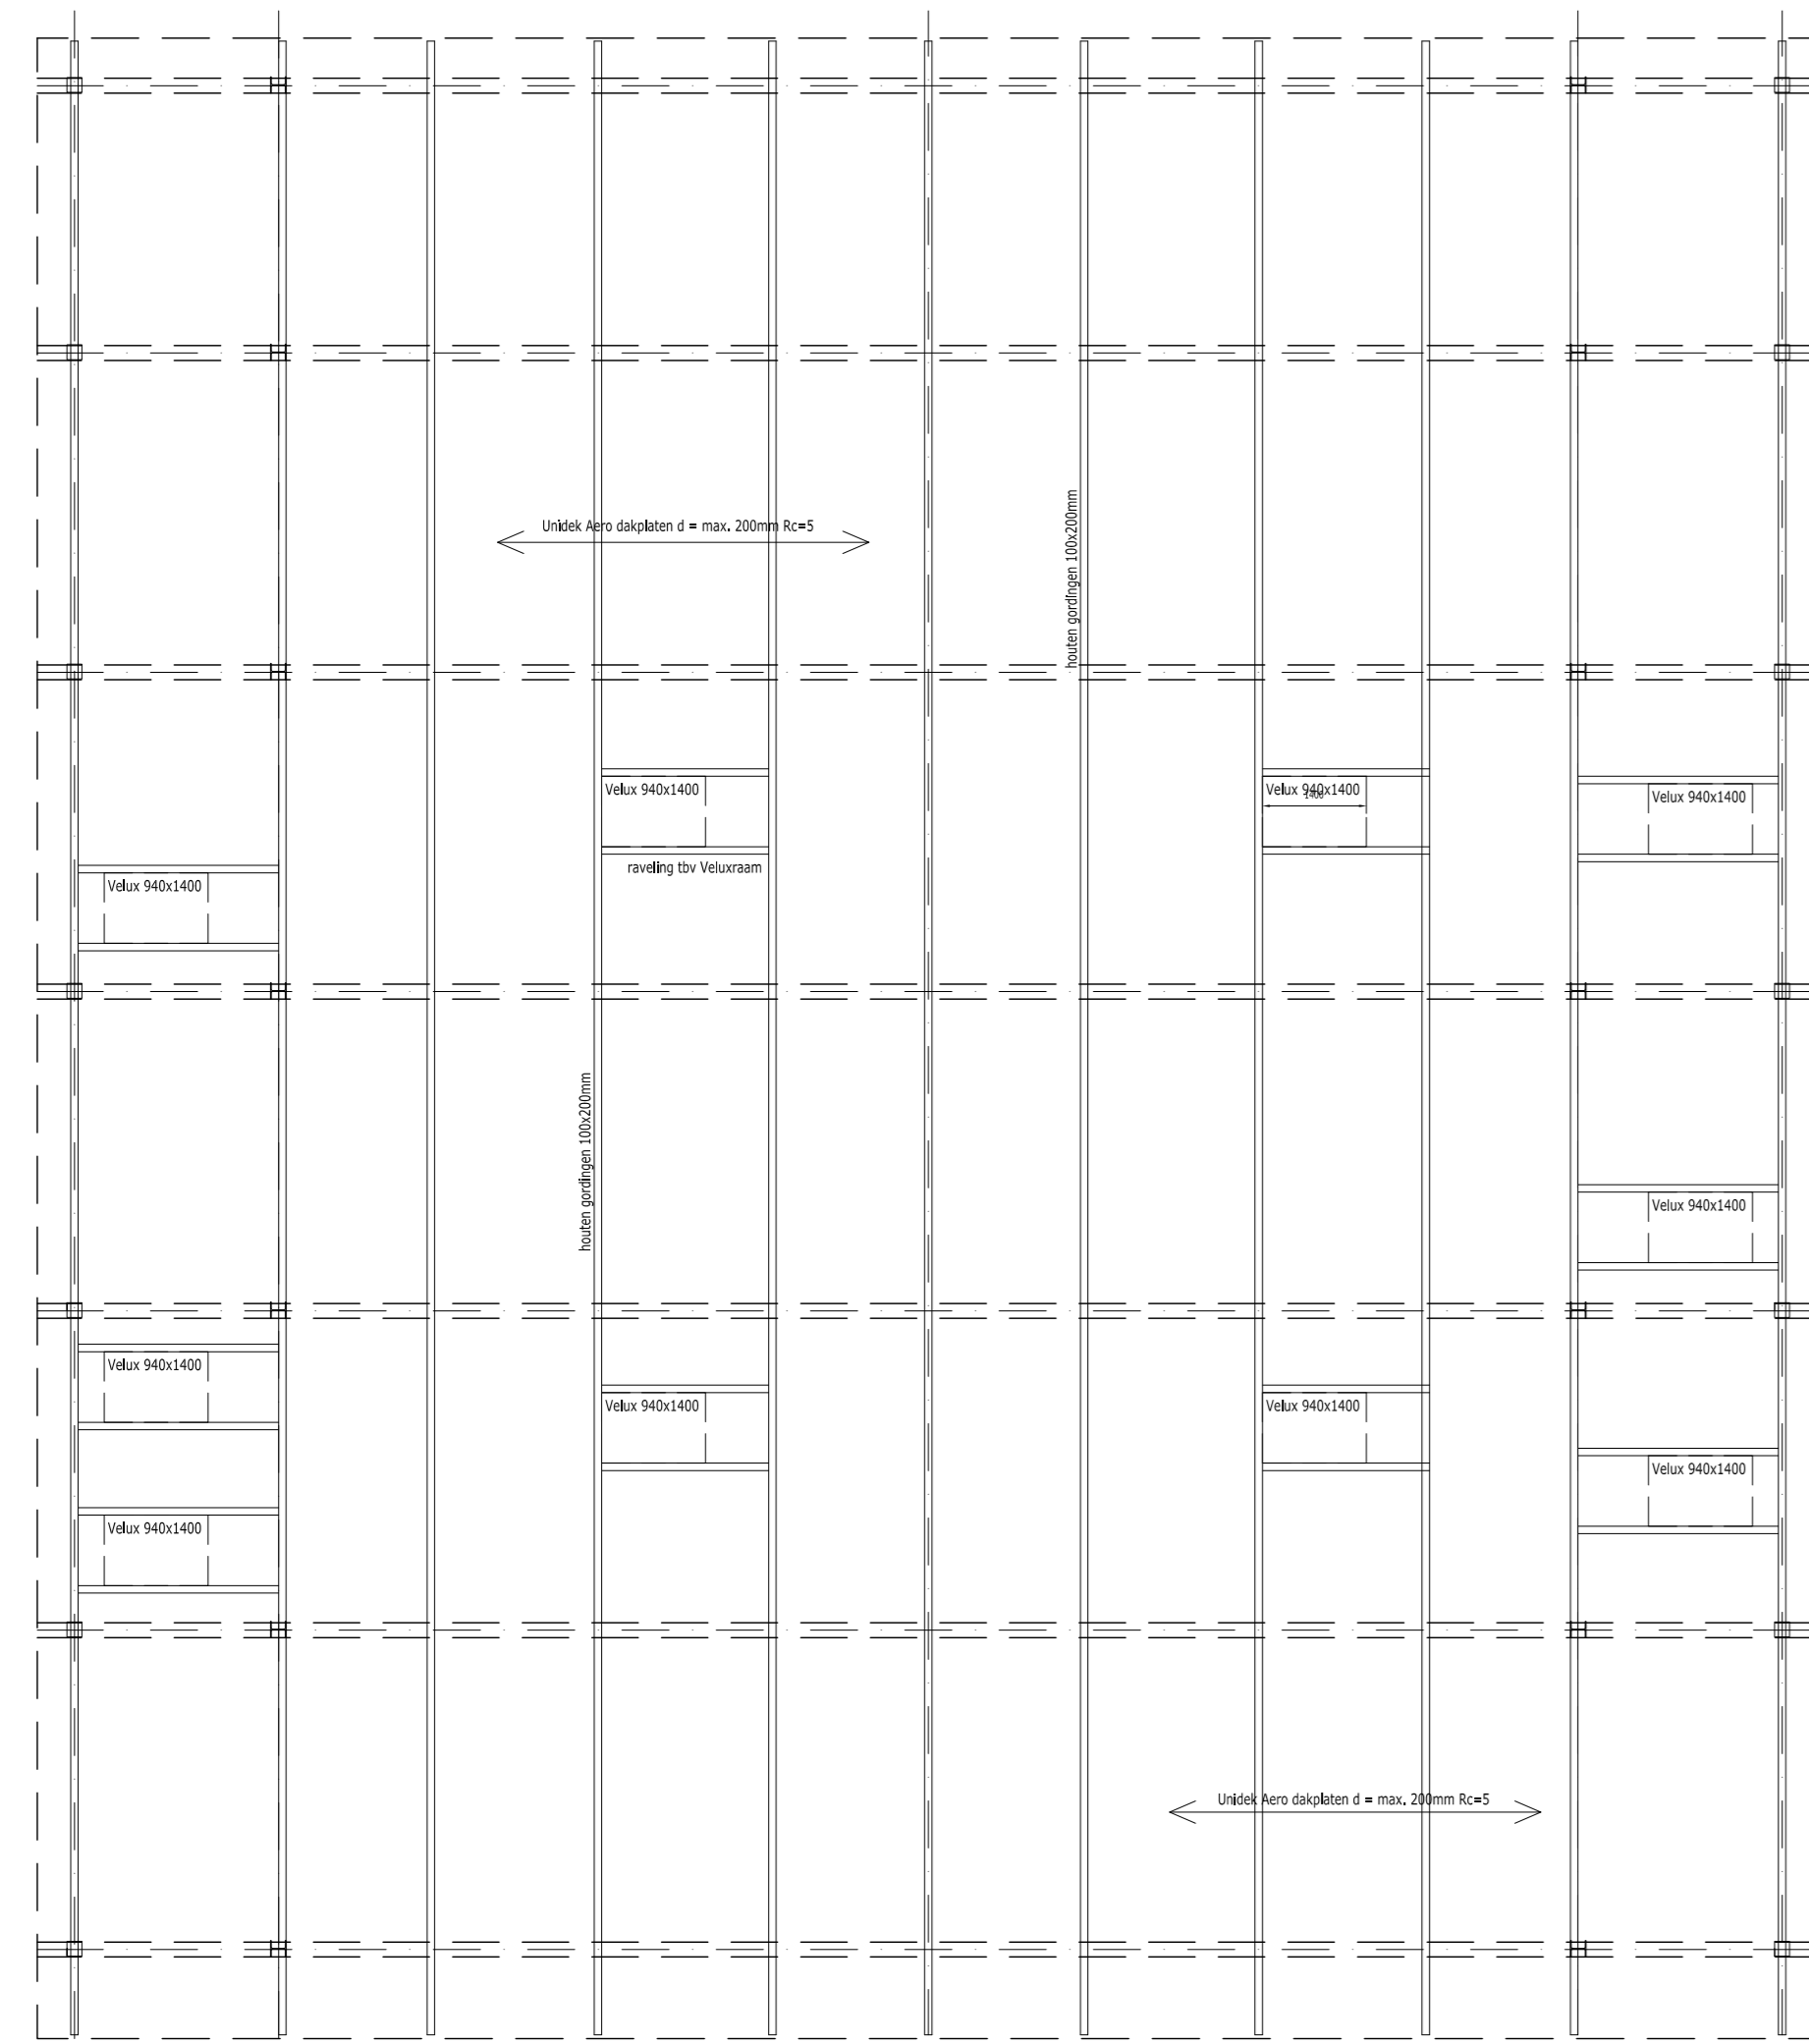 Unidek Aero dakplaten d = max. 200mm Rc=5
houten gordingen 100x200mm
Velux 940x1400
Velux 940x1400
1400
Velux 940x1400
raveling tbv Veluxraam
Velux 940x1400
houten gordingen 100x200mm
Velux 940x1400
Velux 940x1400
Velux 940x1400
Velux 940x1400
Velux 940x1400
Velux 940x1400
Unidek Aero dakplaten d = max. 200mm Rc=5